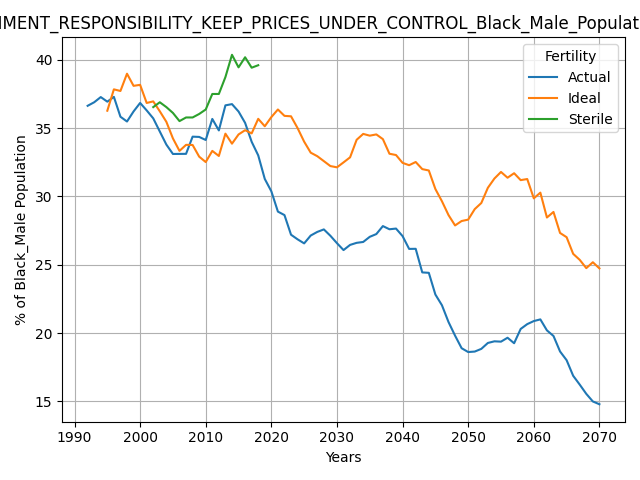 MENT_RESPONSIBILITY_KEEP_PRICES_UNDER_CONTROL_Black_Male_Populat
Fertility
Actual
Ideal
Sterile
% of Black_Male Population
40
35
30
25
20
15
1990 2000 2010 2020 2030 2040 2050 2060 2070
Years